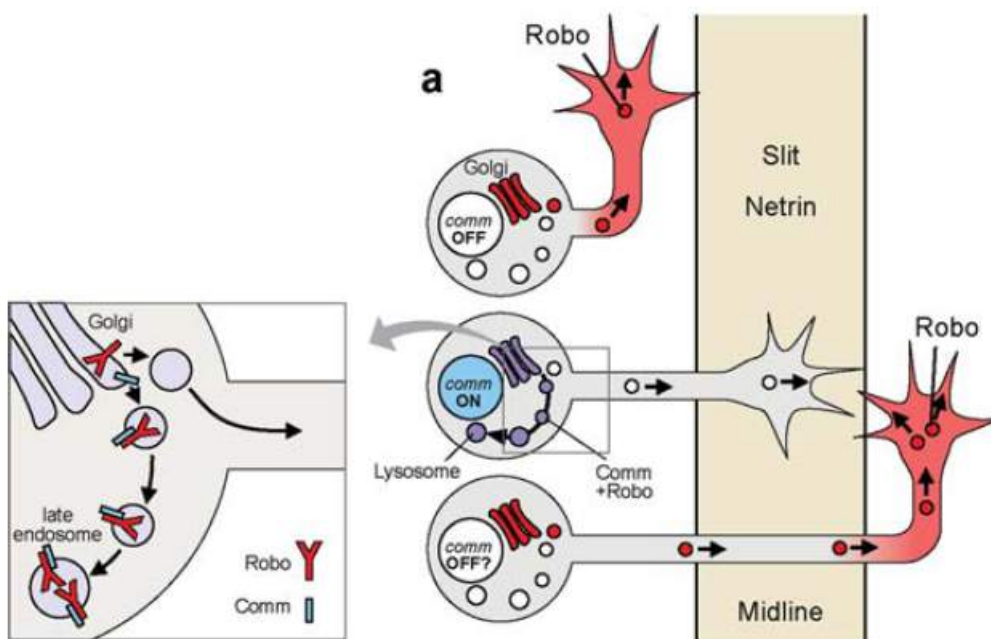 a
Robo
Golgi
comm
OFF
Slit
Netrin
Golgi
late
endosome
Robo
Comm
comm
ON
Lysosome
Comm
+Robo
Robo
comm
OFF?
Midline